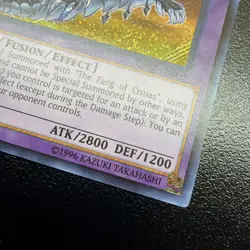 /FUSION/EFFECT]
Summoned with "The Fang of Critias", using
and cannot be Special Summoned by other ways.
you control is targeted for an attack or by an
effect (except during the Damage Step): You can
your opponent controls.
ATK/2800 DEF/1200
©1996 KAZUKI TAKAHASHI